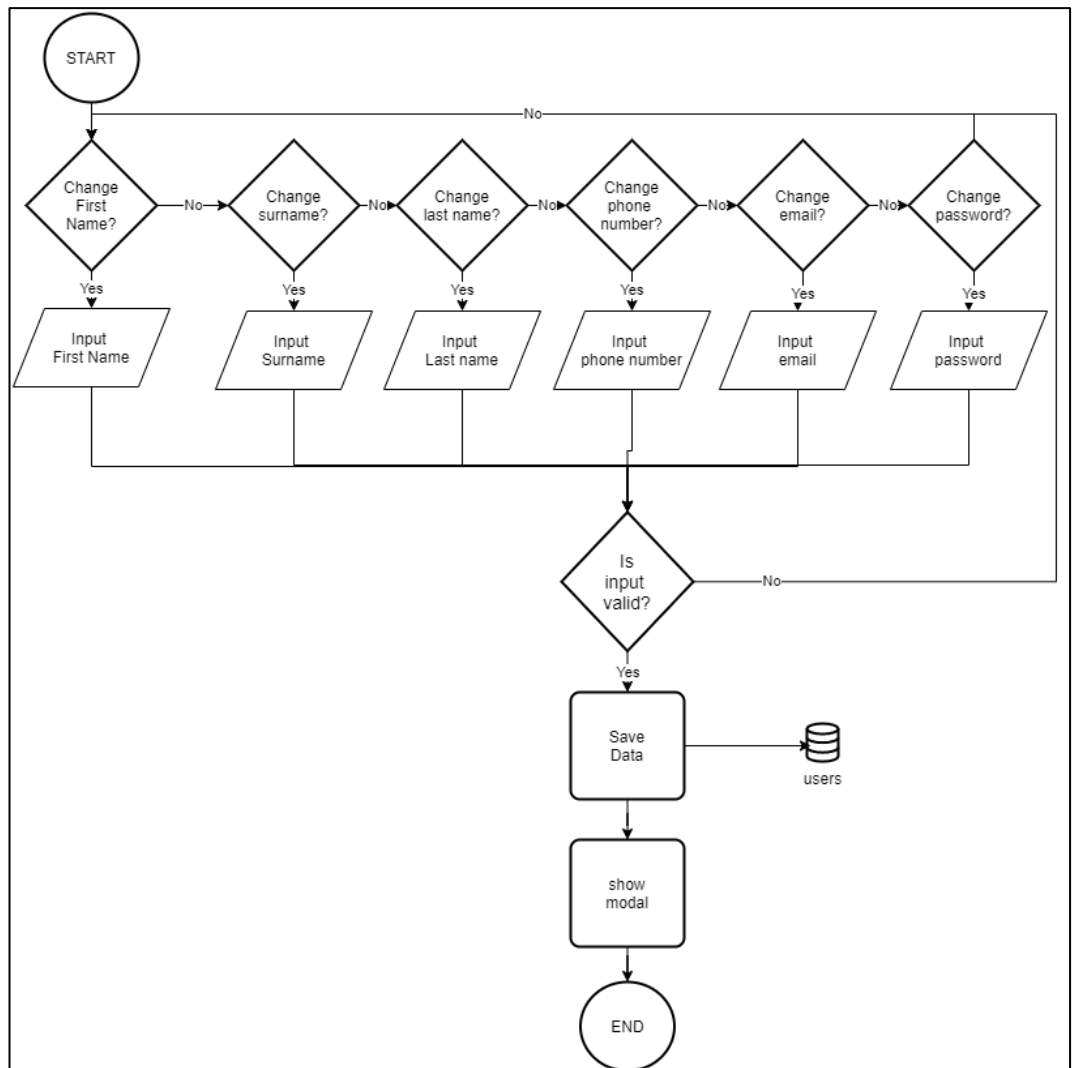 START
No
Change
First
Name?
No
Change
surname?
No
Change
last name?
No
Change
phone
number?
No
Change
email?
No
Change
password?
Yes
Yes
Yes
Yes
Yes
Yes
Input
First Name
Input
Surname
Input
Last name
Input
phone number
Input
email
Input
password
Is
input
valid?
No
Yes
Save
Data
users
show
modal
END